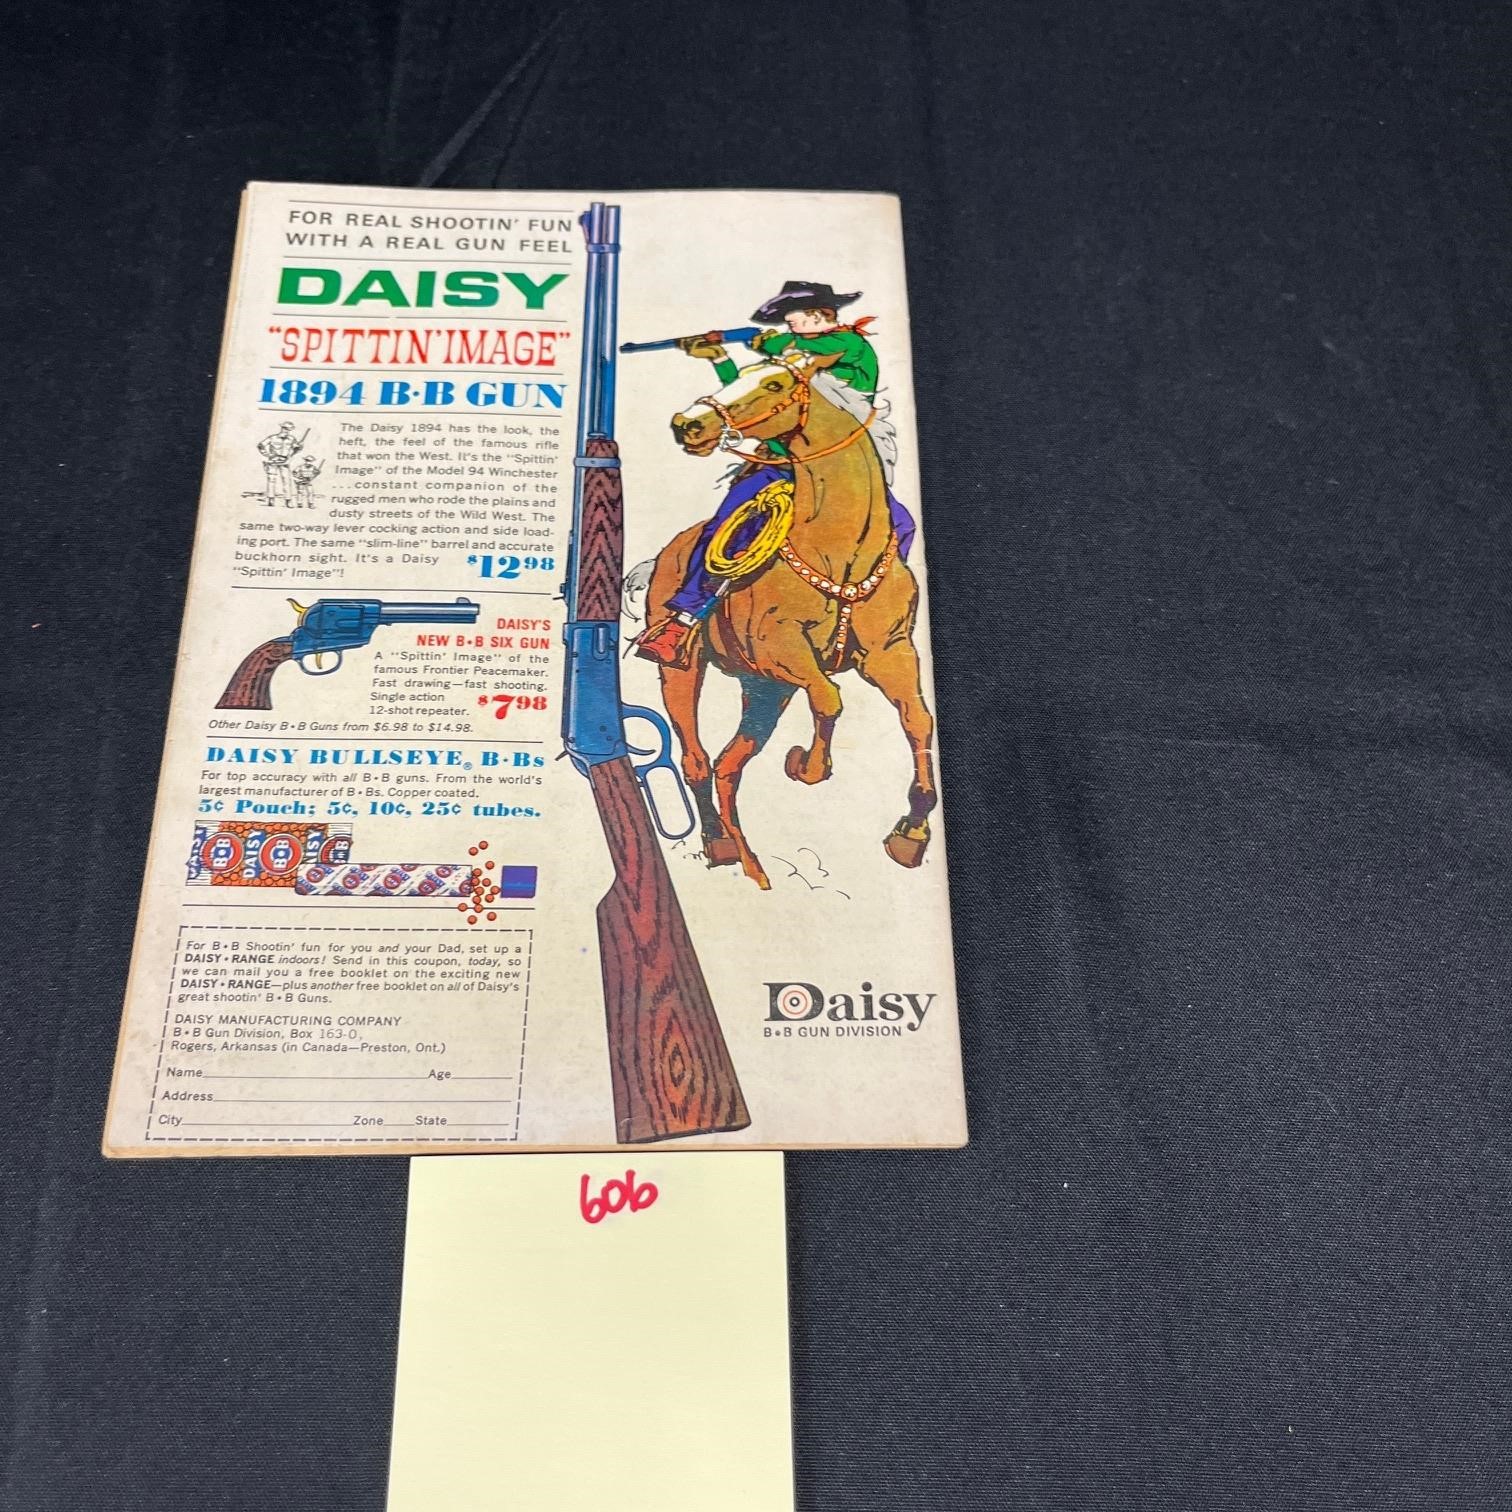 FOR REAL SHOOTIN' FUN
WITH A REAL GUN FEEL
DAISY
"SPITTIN' IMAGE"
1894 B•B GUN
The Daisy 1894 has the look, the
heft, the feel of the famous rifle
that won the West. It's the "Spittin'
Image" of the Model 94 Winchester
...constant companion of the
rugged men who rode the plains and
dusty streets of the Wild West. The
same two-way lever cocking action and side load-
ing port. The same "slim-line" barrel and accurate
buckhorn sight. It's a Daisy
"Spittin' Image"!
$12 98
DAISY'S
NEW B•B SIX GUN
A "Spittin' Image" of the
famous Frontier Peacemaker.
Fast drawing—fast shooting.
Single action
12-shot repeater.
$7 98
Other Daisy B•B Guns from $6.98 to $14.98.
DAISY BULLSEYE® B•Bs
For top accuracy with all B•B guns. From the world's
largest manufacturer of B•Bs. Copper coated.
5¢ Pouch; 5¢, 10¢, 25¢ tubes.
DAISY
B•B
For B•B Shootin' fun for you and your Dad, set up a
DAISY•RANGE indoors! Send in this coupon, today, so
we can mail you a free booklet on the exciting new
DAISY•RANGE—plus another free booklet on all of Daisy's
great shootin' B•B Guns.
DAISY MANUFACTURING COMPANY
B•B Gun Division, Box 163-O,
Rogers, Arkansas (in Canada—Preston, Ont.)
Name Age
Address
City Zone State
Daisy
B•B GUN DIVISION
606